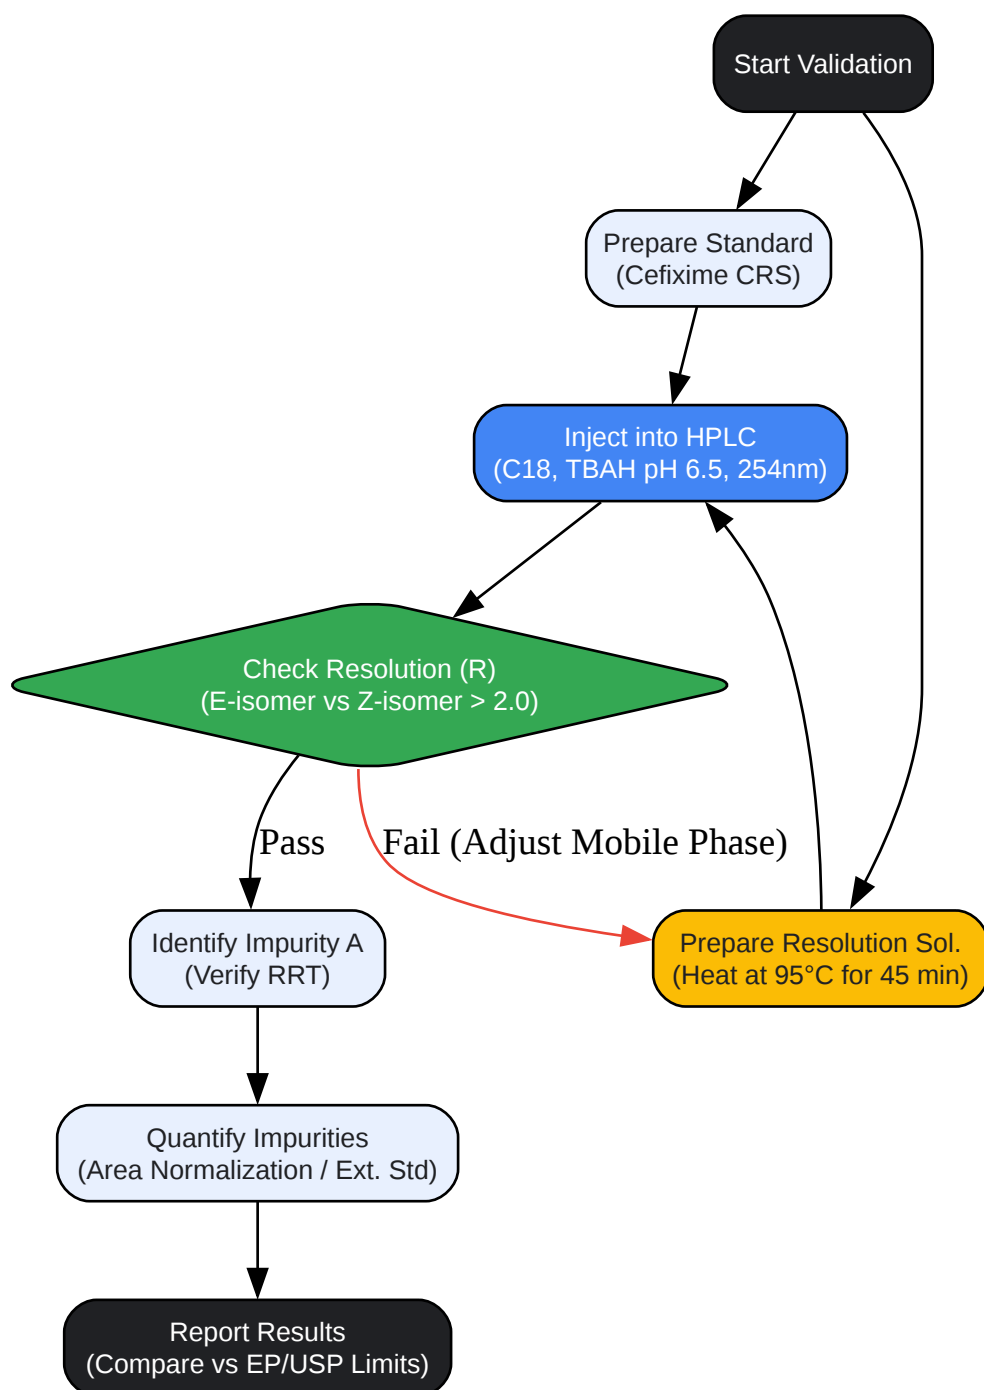 Start Validation
Prepare Standard
(Cefixime CRS)
Inject into HPLC
(C18, TBAH pH 6.5, 254nm)
Check Resolution (R)
(E-isomer vs Z-isomer > 2.0)
Pass
Fail (Adjust Mobile Phase)
Identify Impurity A
(Verify RRT)
Prepare Resolution Sol.
(Heat at 95°C for 45 min)
Quantify Impurities
(Area Normalization / Ext. Std)
Report Results
(Compare vs EP/USP Limits)